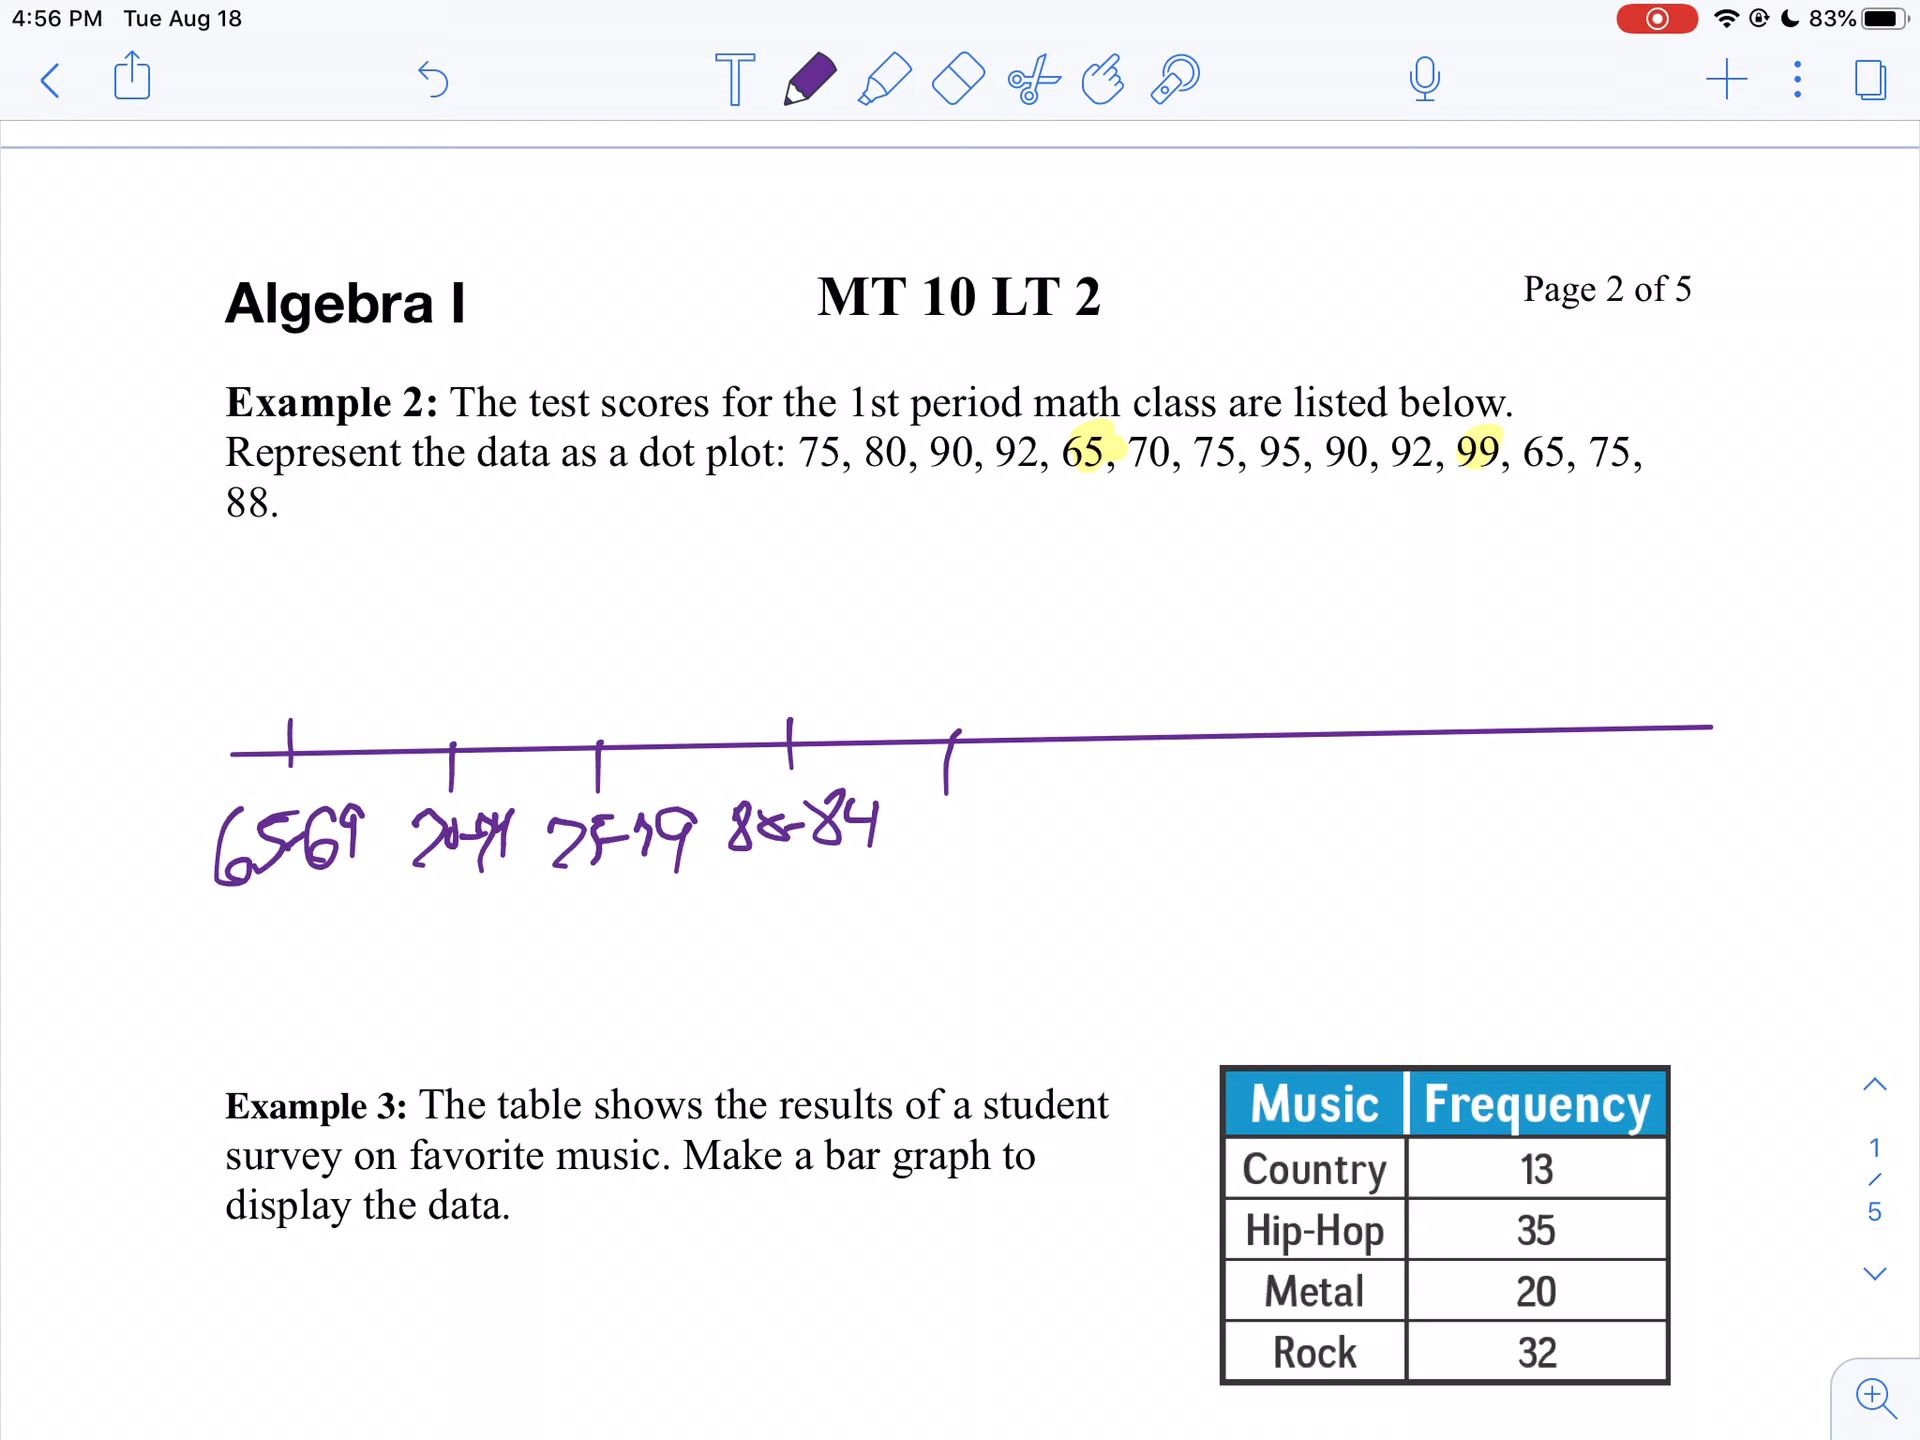 4:56 PM Tue Aug 18
83%
Algebra I
MT 10 LT 2
Page 2 of 5
Example 2: The test scores for the 1st period math class are listed below.
Represent the data as a dot plot: 75, 80, 90, 92, 65, 70, 75, 95, 90, 92, 99, 65, 75,
88.
65-69 70-74 75-79 80-84
Example 3: The table shows the results of a student
survey on favorite music. Make a bar graph to
display the data.
Music Frequency
Country 13
Hip-Hop 35
Metal 20
Rock 32
1
/
5